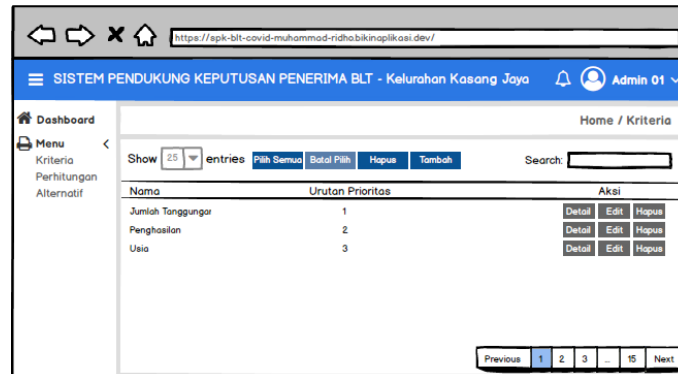 https://spk-blt-covid-muhammad-ridho.bikinaplikasi.dev/
SISTEM PENDUKUNG KEPUTUSAN PENERIMA BLT - Kelurahan Kasang Jaya Admin 01
Dashboard
Home / Kriteria
Menu
Kriteria
Perhitungan
Alternatif
Show 25 entries Pilih Semua Batal Pilih Hapus Tambah Search:
Nama Urutan Prioritas Aksi
Jumlah Tanggungan 1 Detail Edit Hapus
Penghasilan 2 Detail Edit Hapus
Usia 3 Detail Edit Hapus
Previous 1 2 3 ... 15 Next